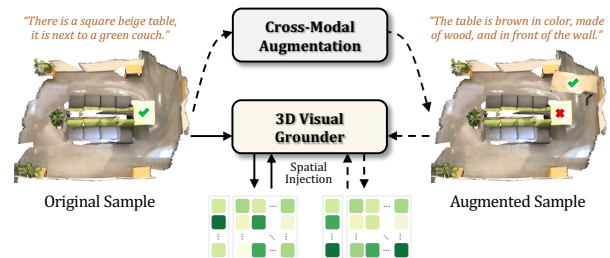 "There is a square beige table,
it is next to a green couch."
Cross-Modal
Augmentation
"The table is brown in color, made
of wood, and in front of the wall."
3D Visual
Grounder
Spatial
Injection
Original Sample
Augmented Sample